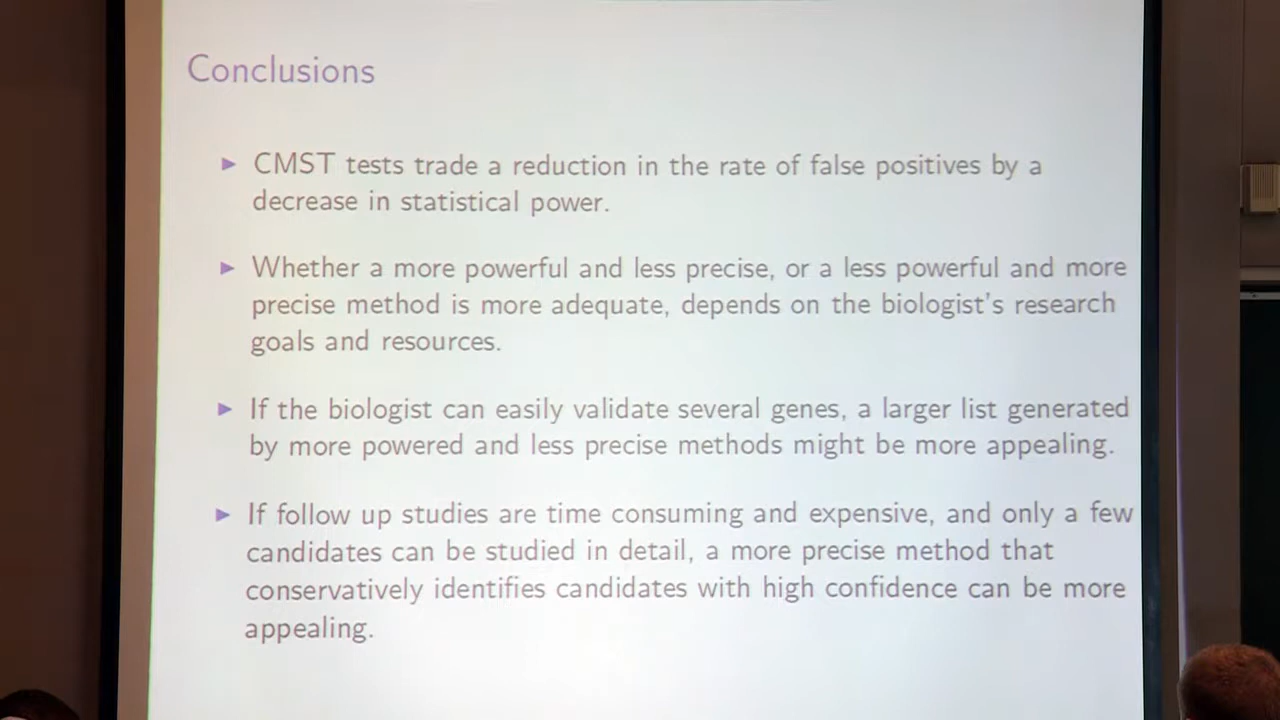 Conclusions
► CMST tests trade a reduction in the rate of false positives by a
decrease in statistical power.
► Whether a more powerful and less precise, or a less powerful and more
precise method is more adequate, depends on the biologist's research
goals and resources.
► If the biologist can easily validate several genes, a larger list generated
by more powered and less precise methods might be more appealing.
► If follow up studies are time consuming and expensive, and only a few
candidates can be studied in detail, a more precise method that
conservatively identifies candidates with high confidence can be more
appealing.